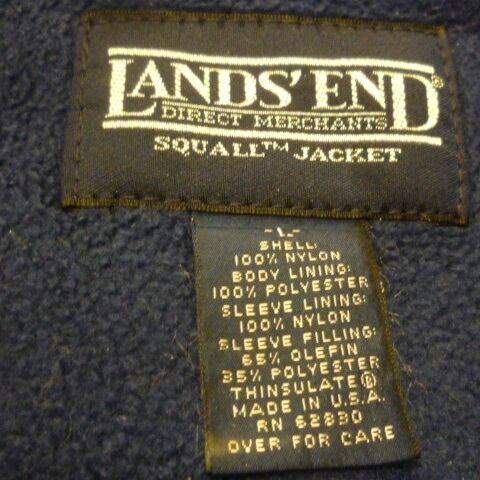 LANDS' END®
DIRECT MERCHANTS
SQUALL™ JACKET
SHELL:
100% NYLON
BODY LINING:
100% POLYESTER
SLEEVE LINING:
100% NYLON
SLEEVE FILLING:
65% OLEFIN
35% POLYESTER
THINSULATE®
MADE IN U.S.A.
RN 62830
OVER FOR CARE